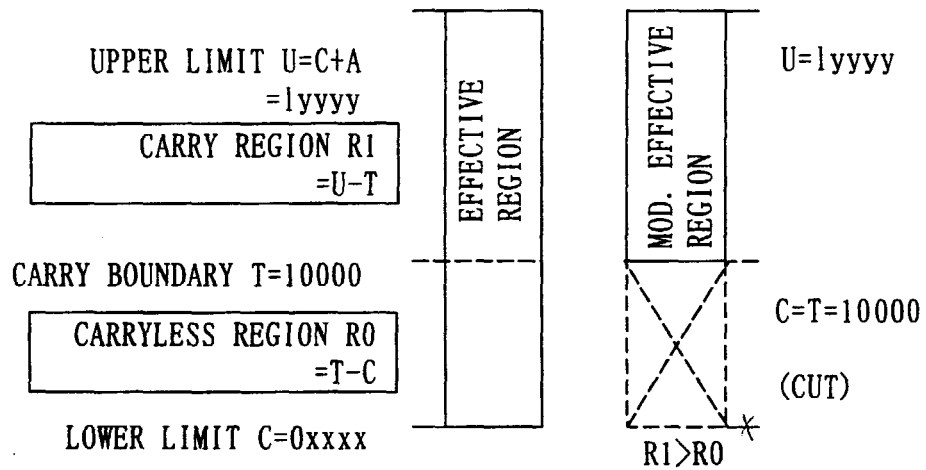 UPPER LIMIT U=C+A
=1yyyy
CARRY REGION R1
=U-T
CARRY BOUNDARY T=10000
CARRYLESS REGION R0
=T-C
LOWER LIMIT C=0xxxx
EFFECTIVE
REGION
MOD. EFFECTIVE
REGION
U=1yyyy
C=T=10000
(CUT)
R1>R0